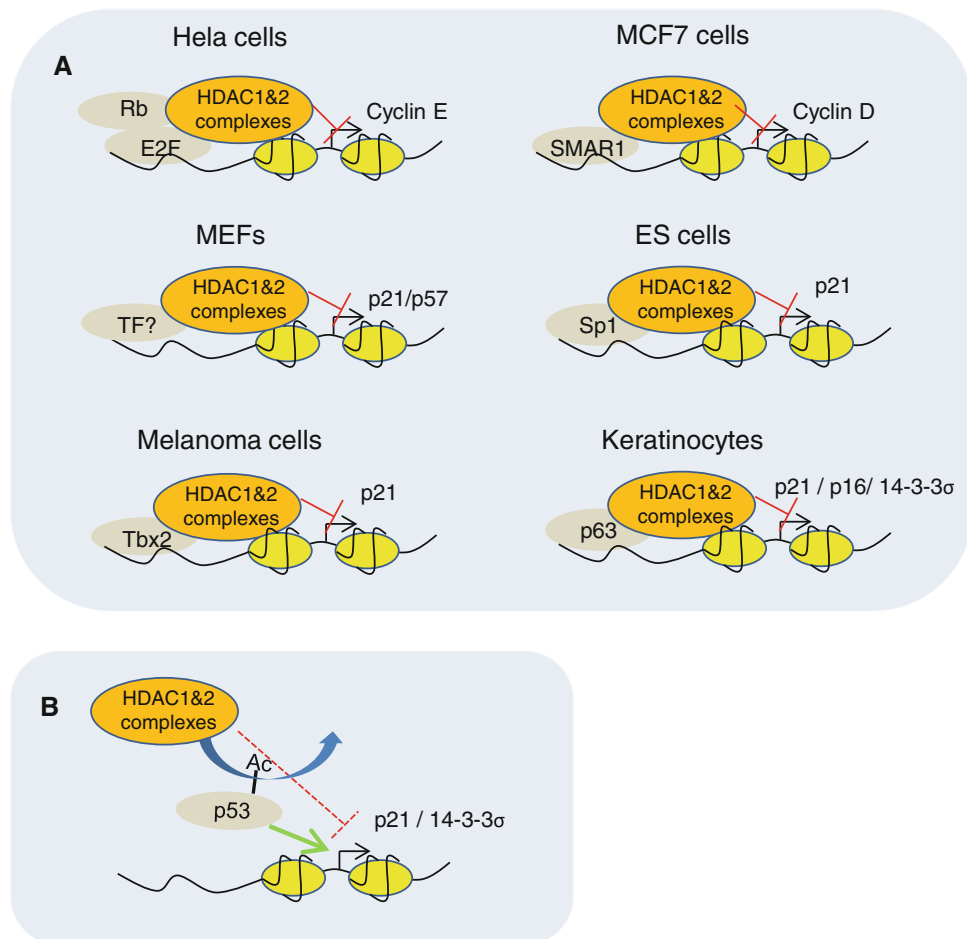 Hela cells
MCF7 cells
A
Rb
HDAC1&2
complexes
Cyclin E
E2F
HDAC1&2
complexes
Cyclin D
SMAR1
MEFs
ES cells
HDAC1&2
complexes
p21/p57
TF?
HDAC1&2
complexes
p21
Sp1
Melanoma cells
Keratinocytes
HDAC1&2
complexes
p21
Tbx2
HDAC1&2
complexes
p21 / p16/ 14-3-3σ
p63
B
HDAC1&2
complexes
Ac
p53
p21 / 14-3-3σ